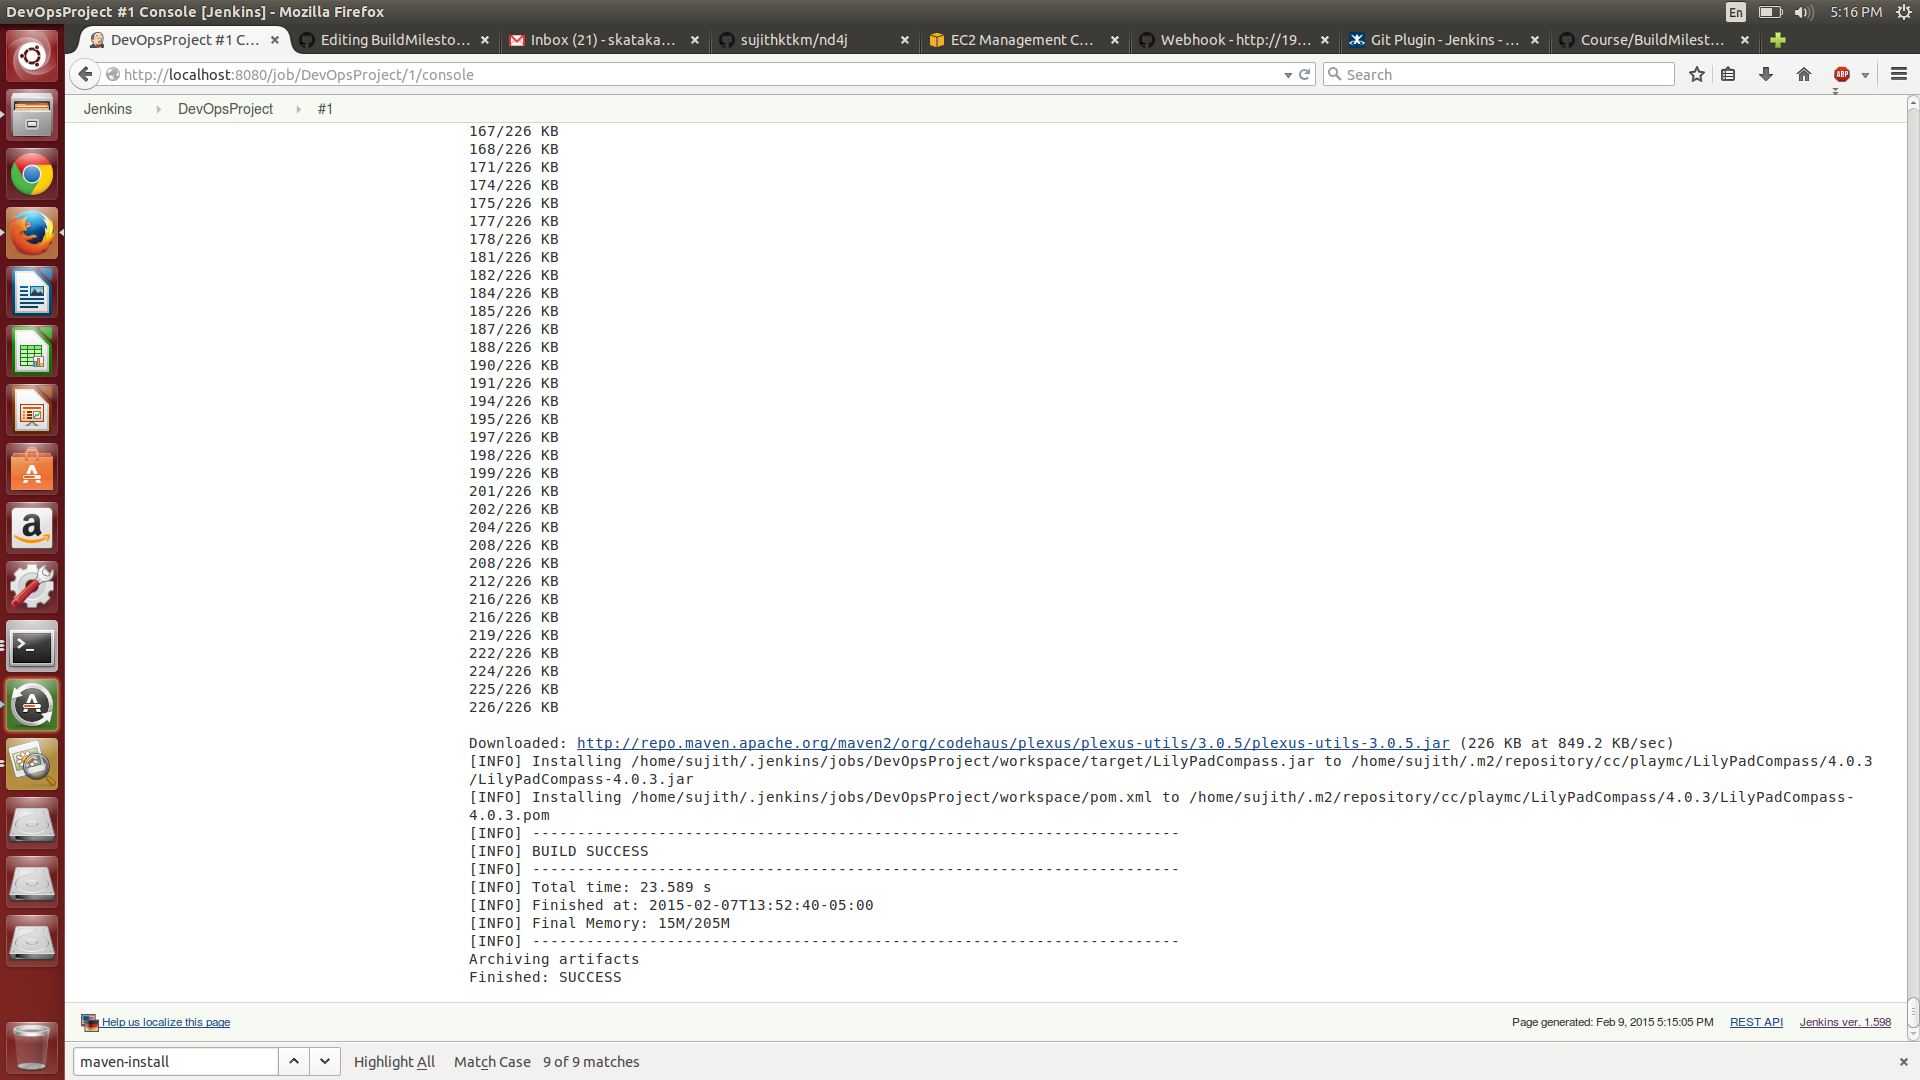 DevOpsProject #1 Console [Jenkins] - Mozilla Firefox
En
5:16 PM
DevOpsProject #1 C...
Editing BuildMilesto...
Inbox (21) - skataka...
sujithktkm/nd4j
EC2 Management C...
Webhook - http://19...
Git Plugin - Jenkins - ...
Course/BuildMilest...
http://localhost:8080/job/DevOpsProject/1/console
Search
ABP
Jenkins
DevOpsProject
#1
167/226 KB
168/226 KB
171/226 KB
174/226 KB
175/226 KB
177/226 KB
178/226 KB
181/226 KB
182/226 KB
184/226 KB
185/226 KB
187/226 KB
188/226 KB
190/226 KB
191/226 KB
194/226 KB
195/226 KB
197/226 KB
198/226 KB
199/226 KB
201/226 KB
202/226 KB
204/226 KB
208/226 KB
208/226 KB
212/226 KB
216/226 KB
216/226 KB
219/226 KB
222/226 KB
224/226 KB
225/226 KB
226/226 KB
Downloaded: http://repo.maven.apache.org/maven2/org/codehaus/plexus/plexus-utils/3.0.5/plexus-utils-3.0.5.jar (226 KB at 849.2 KB/sec)
[INFO] Installing /home/sujith/.jenkins/jobs/DevOpsProject/workspace/target/LilyPadCompass.jar to /home/sujith/.m2/repository/cc/playmc/LilyPadCompass/4.0.3
/LilyPadCompass-4.0.3.jar
[INFO] Installing /home/sujith/.jenkins/jobs/DevOpsProject/workspace/pom.xml to /home/sujith/.m2/repository/cc/playmc/LilyPadCompass/4.0.3/LilyPadCompass-
4.0.3.pom
[INFO] ------------------------------------------------------------------------
[INFO] BUILD SUCCESS
[INFO] ------------------------------------------------------------------------
[INFO] Total time: 23.589 s
[INFO] Finished at: 2015-02-07T13:52:40-05:00
[INFO] Final Memory: 15M/205M
[INFO] ------------------------------------------------------------------------
Archiving artifacts
Finished: SUCCESS
Help us localize this page
Page generated: Feb 9, 2015 5:15:05 PM
REST API
Jenkins ver. 1.598
maven-install
Highlight All
Match Case
9 of 9 matches